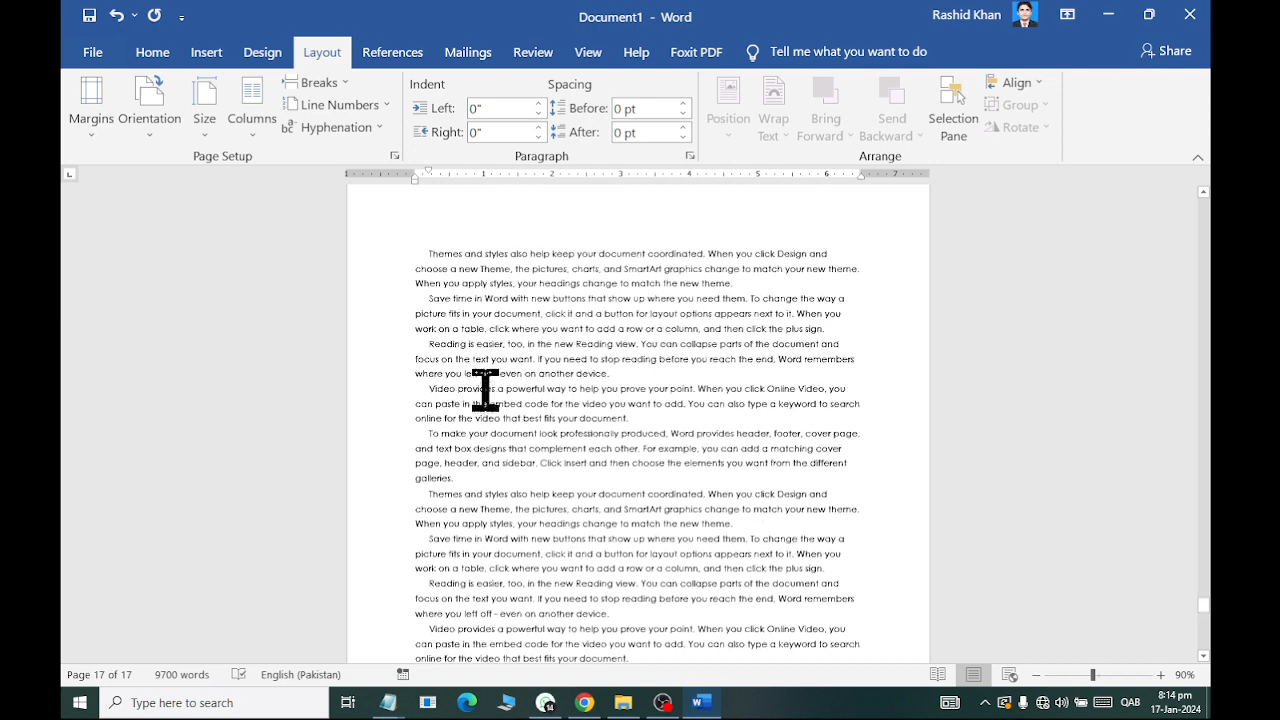 Document1 - Word
Rashid Khan
File Home Insert Design Layout References Mailings Review View Help Foxit PDF Tell me what you want to do Share
Margins Orientation Size Columns
Breaks
Line Numbers
Hyphenation
Page Setup
Indent Spacing
Left: 0" Before: 0 pt
Right: 0" After: 0 pt
Paragraph
Position Wrap Text Bring Forward Send Backward Selection Pane
Align
Group
Rotate
Arrange
1 1 2 3 4 5 6 7
Themes and styles also help keep your document coordinated. When you click Design and
choose a new Theme, the pictures, charts, and SmartArt graphics change to match your new theme.
When you apply styles, your headings change to match the new theme.
Save time in Word with new buttons that show up where you need them. To change the way a
picture fits in your document, click it and a button for layout options appears next to it. When you
work on a table, click where you want to add a row or a column, and then click the plus sign.
Reading is easier, too, in the new Reading view. You can collapse parts of the document and
focus on the text you want. If you need to stop reading before you reach the end, Word remembers
where you even on another device.
Video provides a powerful way to help you prove your point. When you click Online Video, you
can paste in the embed code for the video you want to add. You can also type a keyword to search
online for the video that best fits your document.
To make your document look professionally produced, Word provides header, footer, cover page,
and text box designs that complement each other. For example, you can add a matching cover
page, header, and sidebar. Click Insert and then choose the elements you want from the different
galleries.
Themes and styles also help keep your document coordinated. When you click Design and
choose a new Theme, the pictures, charts, and SmartArt graphics change to match your new theme.
When you apply styles, your headings change to match the new theme.
Save time in Word with new buttons that show up where you need them. To change the way a
picture fits in your document, click it and a button for layout options appears next to it. When you
work on a table, click where you want to add a row or a column, and then click the plus sign.
Reading is easier, too, in the new Reading view. You can collapse parts of the document and
focus on the text you want. If you need to stop reading before you reach the end, Word remembers
where you left off - even on another device.
Video provides a powerful way to help you prove your point. When you click Online Video, you
can paste in the embed code for the video you want to add. You can also type a keyword to search
online for the video that best fits your document.
Page 17 of 17 9700 words English (Pakistan) 90%
Type here to search
QAB
8:14 pm
17-Jan-2024